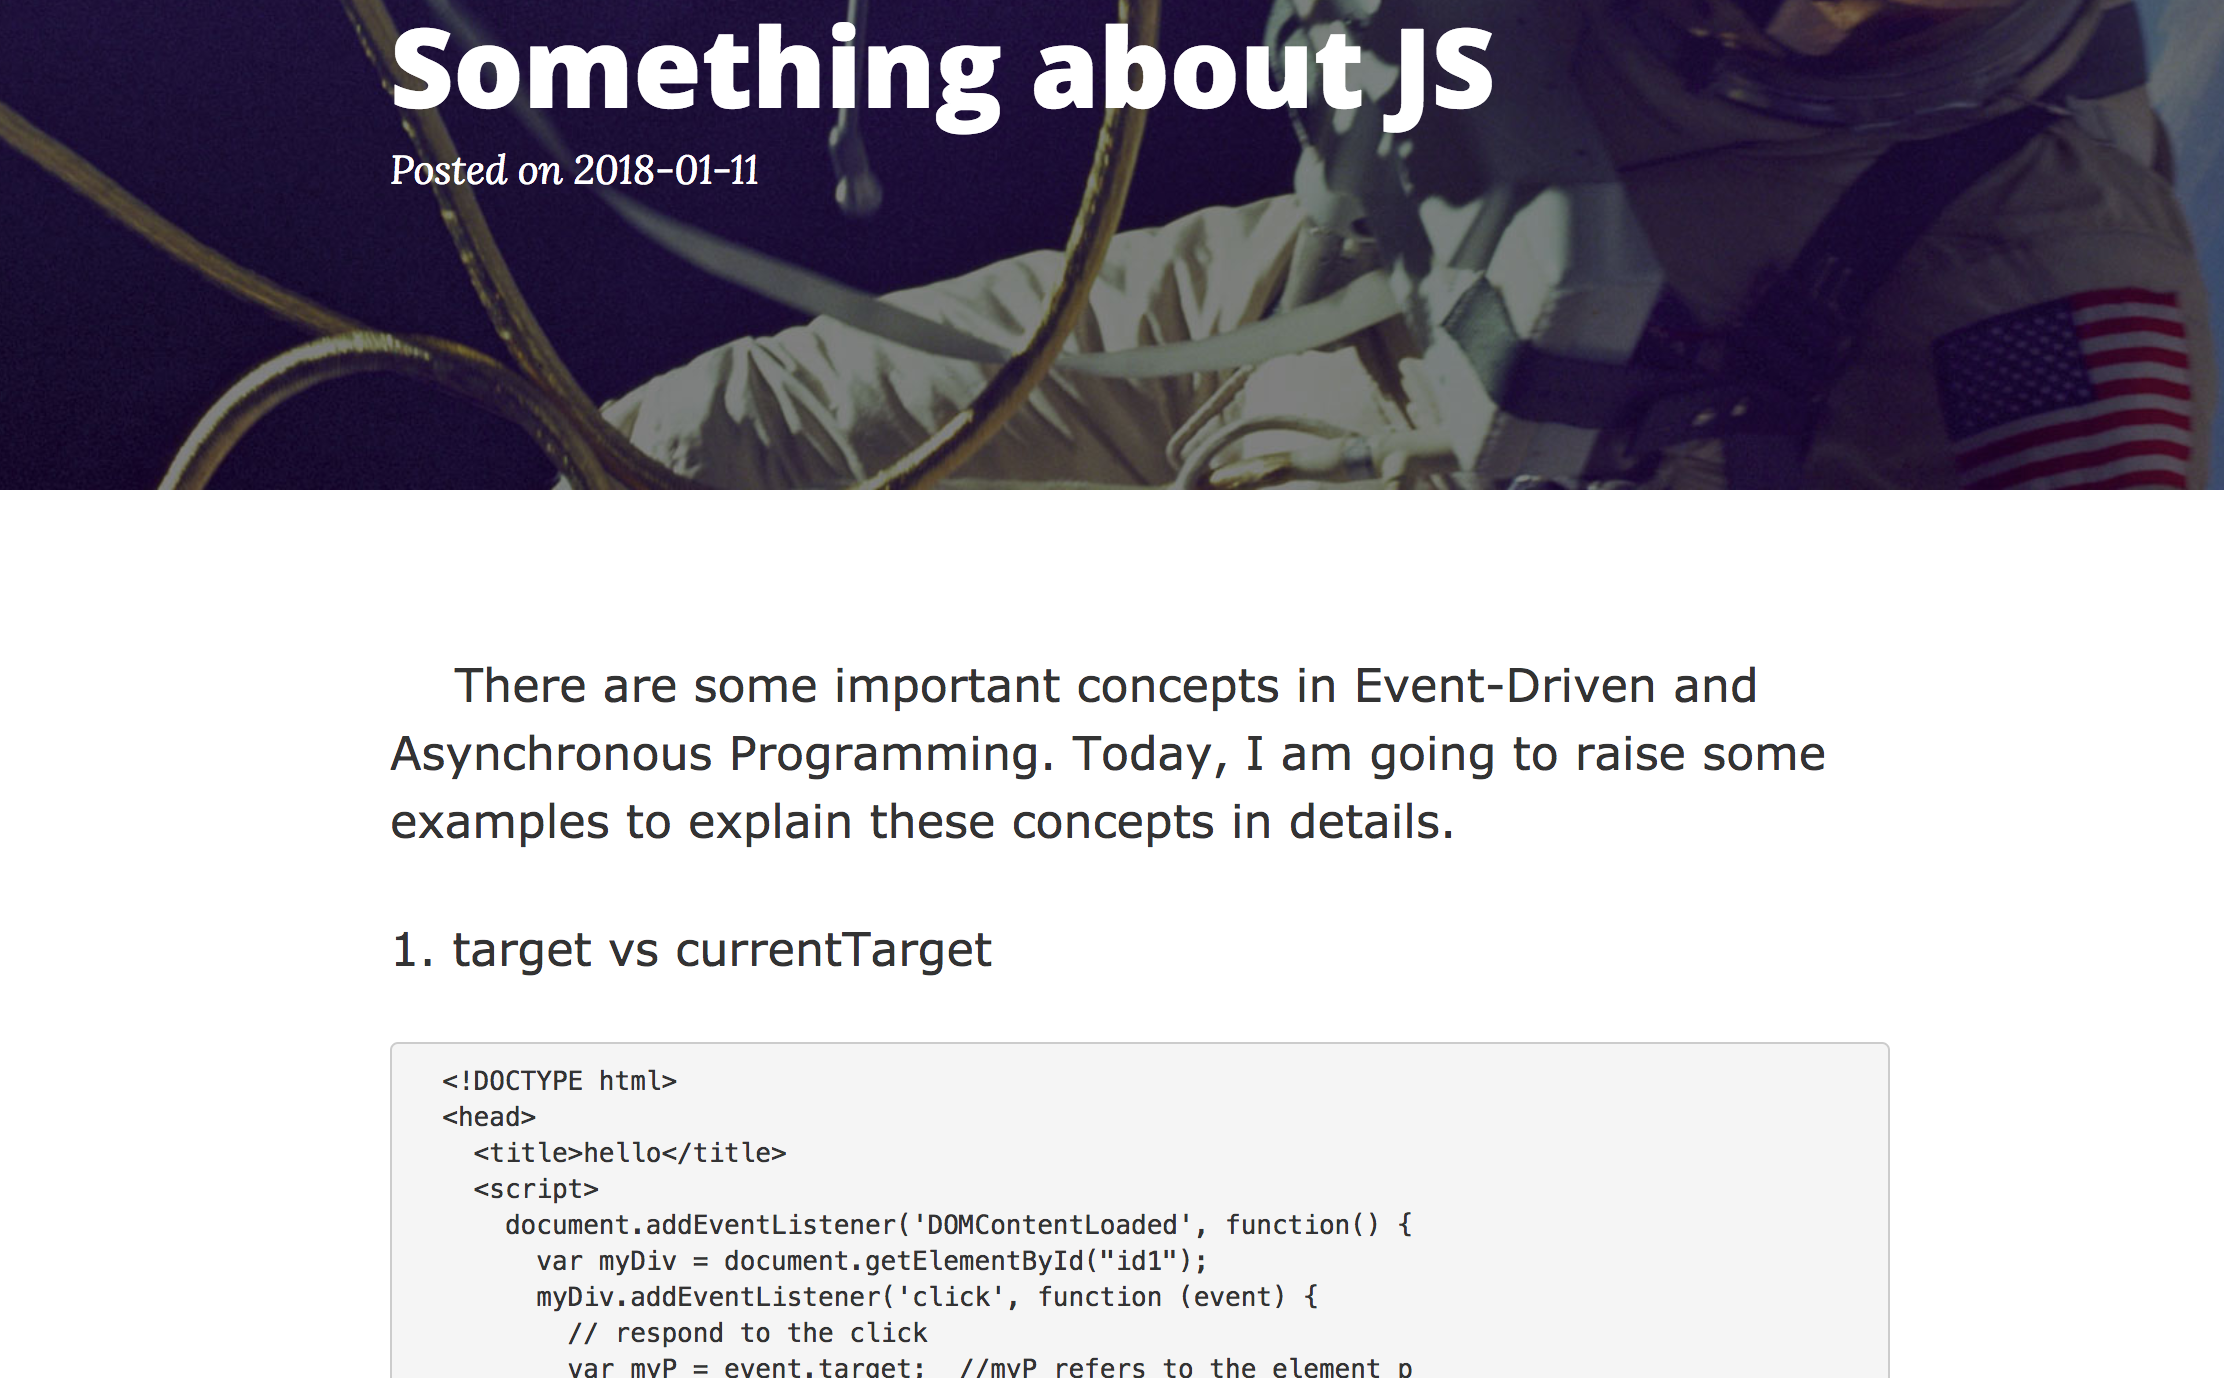 Something about JS
Posted on 2018-01-11
There are some important concepts in Event-Driven and
Asynchronous Programming. Today, I am going to raise some
examples to explain these concepts in details.
1. target vs currentTarget
<!DOCTYPE html>
<head>
<title>hello</title>
<script>
document.addEventListener('DOMContentLoaded', function() {
var myDiv = document.getElementById("id1");
myDiv.addEventListener('click', function (event) {
// respond to the click
var myP = event.target;  //myP refers to the element p